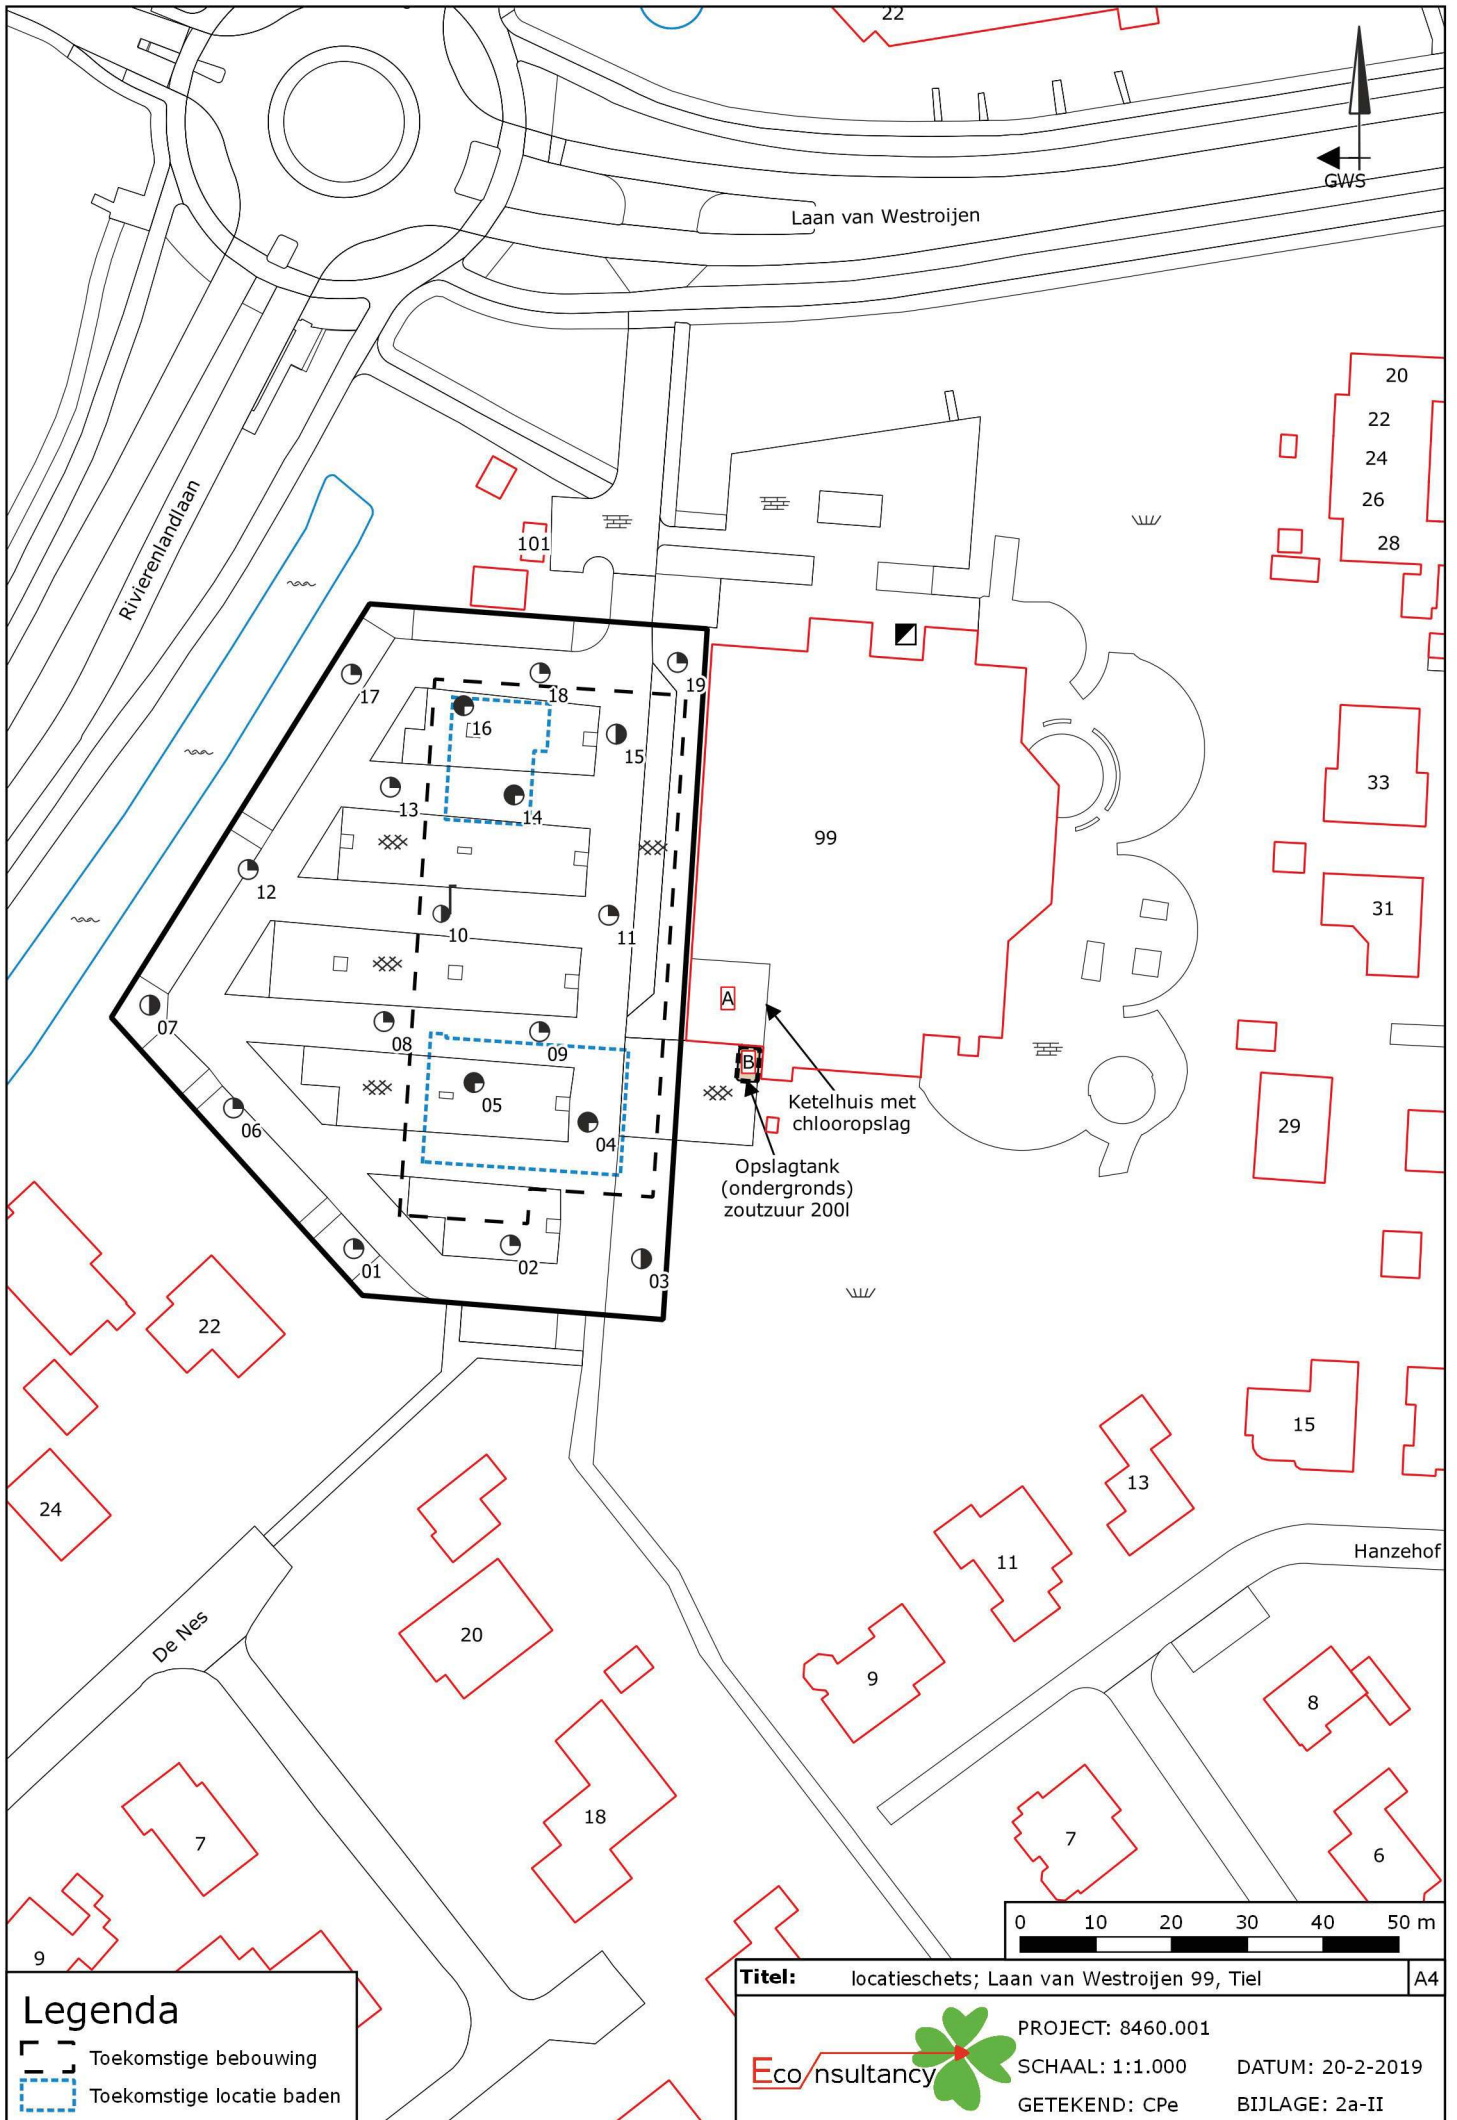 22
GWS
Laan van Westroijen
20
22
24
26
28
Rivierenlandlaan
101
19
17
18
16
15
13
14
33
99
12
31
10
11
A
07
08
09
B
05
Ketelhuis met
chlooropslag
06
04
29
Opslagtank
(ondergronds)
zoutzuur 200l
01
02
03
22
15
13
24
11
Hanzehof
De Nes
20
9
8
18
7
7
6
9
0 10 20 30 40 50 m
Titel: locatieschets; Laan van Westroijen 99, Tiel A4
Econsultancy
PROJECT: 8460.001
SCHAAL: 1:1.000 DATUM: 20-2-2019
GETEKEND: CPe BIJLAGE: 2a-II
Legenda
Toekomstige bebouwing
Toekomstige locatie baden